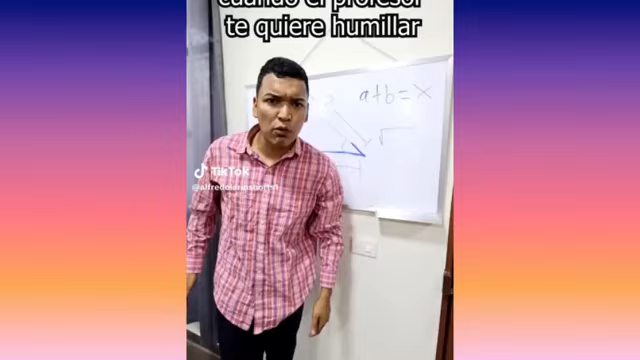 cuando el profesor
te quiere humillar
a+b=x
√
TikTok